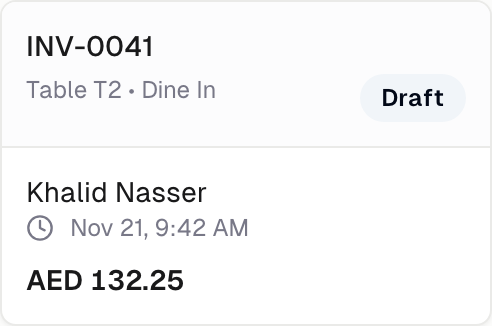 INV-0041
Table T2 • Dine In
Draft
Khalid Nasser
Nov 21, 9:42 AM
AED 132.25